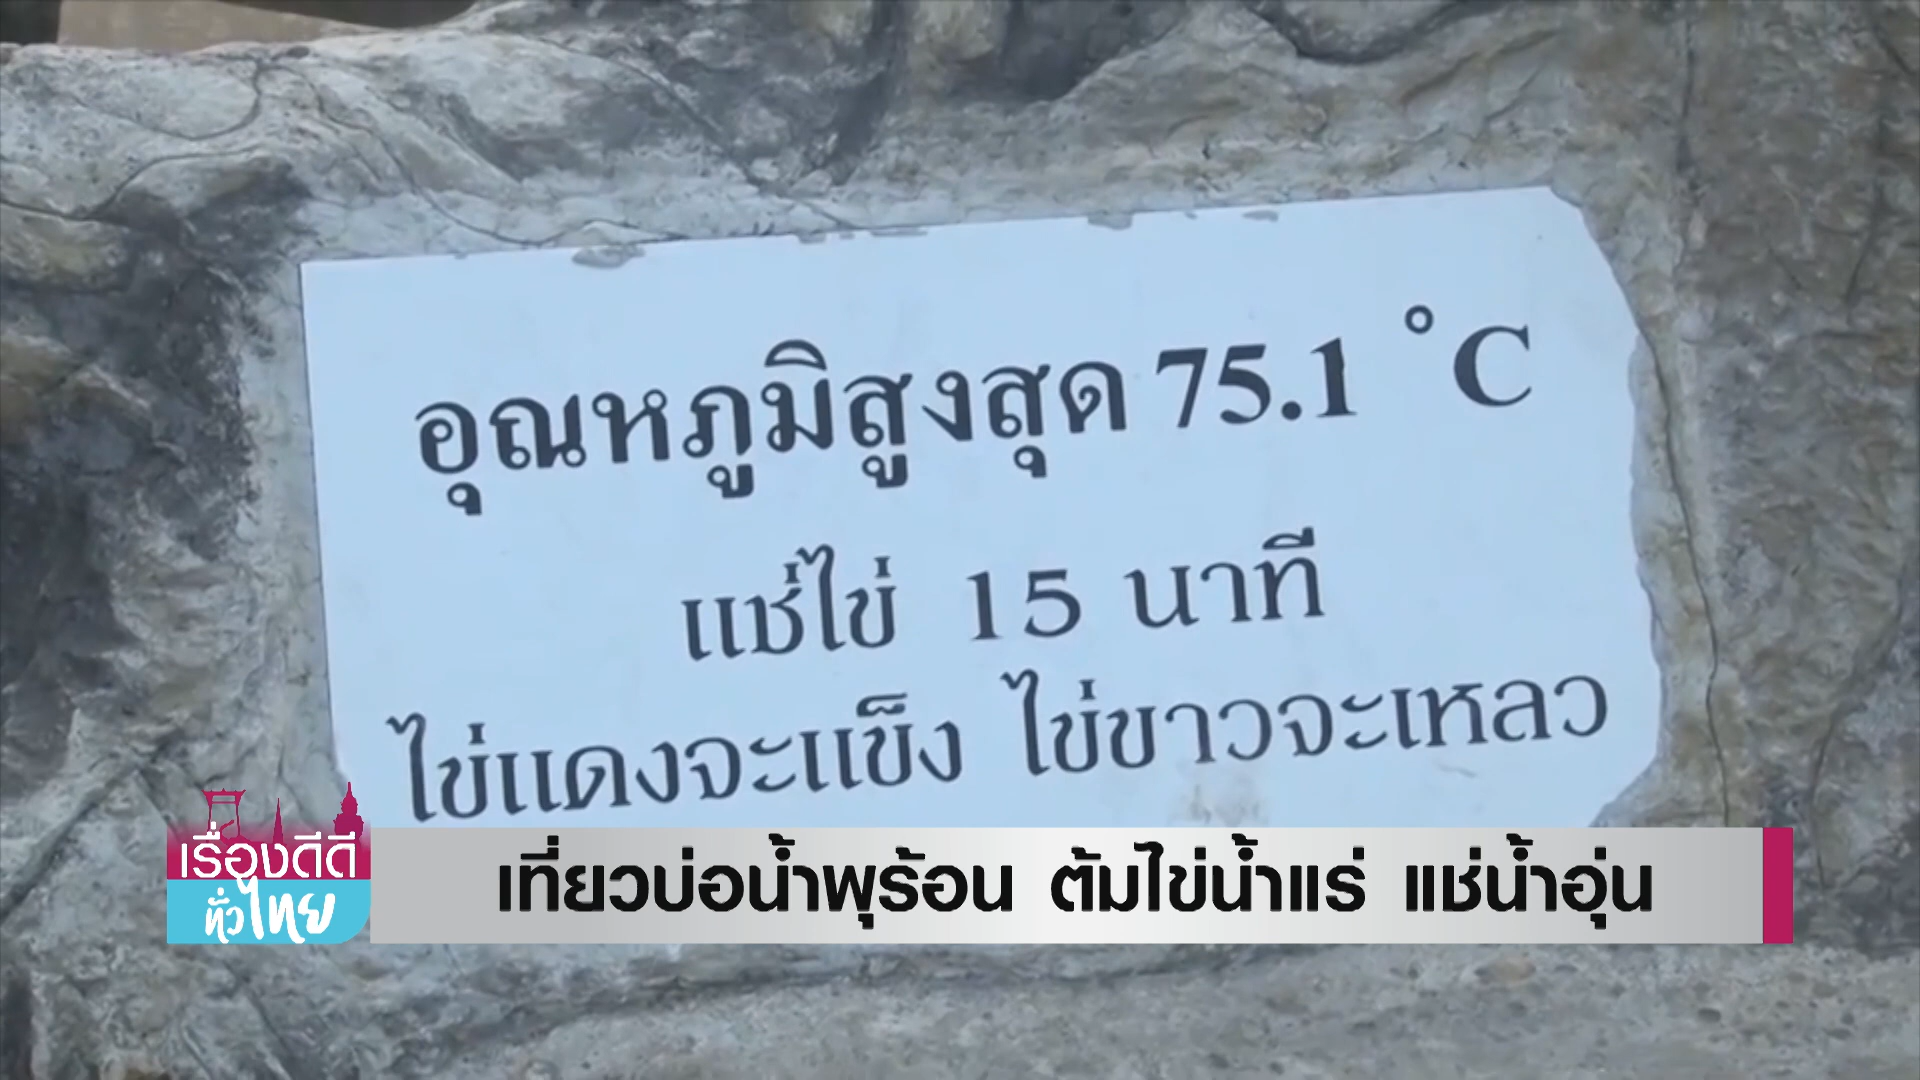 อุณหภูมิสูงสุด 75.1 °C
แช่ไข่ 15 นาที
ไข่แดงจะแข็ง ไข่ขาวจะเหลว
เรื่องดีดี
ทั่วไทย
เที่ยวบ่อน้ำพุร้อน ต้มไข่น้ำแร่ แช่น้ำอุ่น